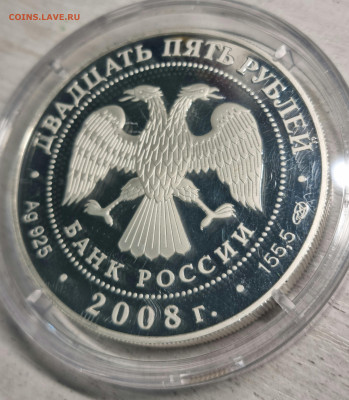 COINS.LAVE.RU
ДВАДЦАТЬ ПЯТЬ РУБЛЕЙ
Ag 925
БАНК РОССИИ
155,5
2008 г.